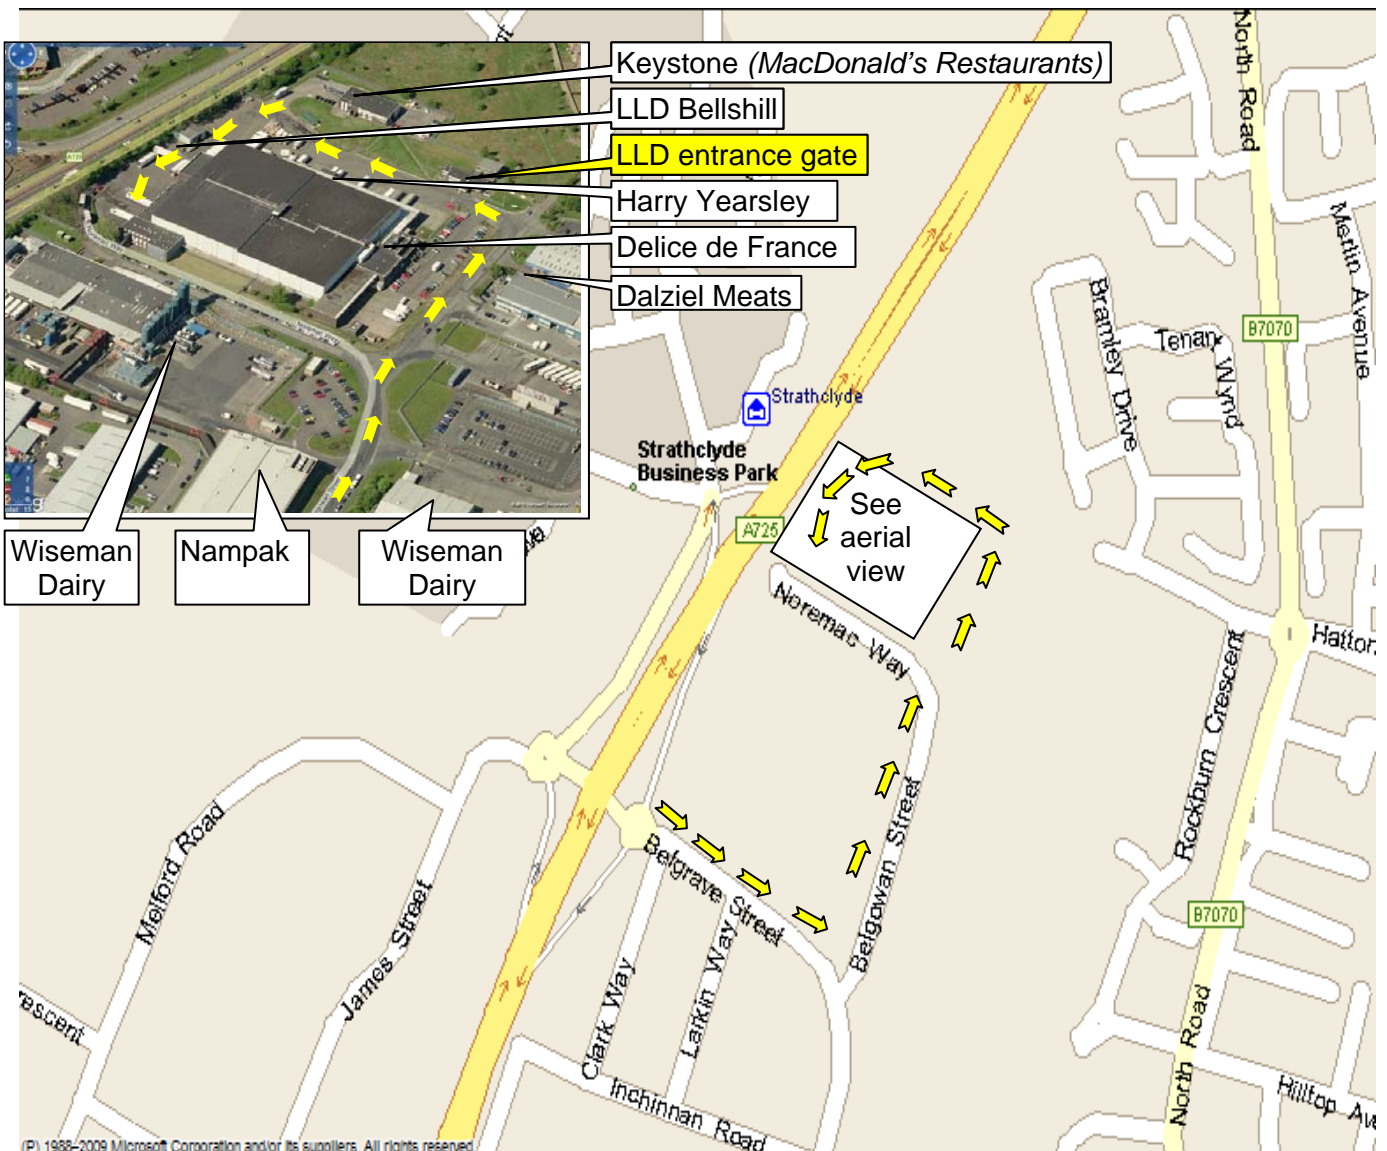 Keystone (MacDonald's Restaurants)
LLD Bellshill
LLD entrance gate
Harry Yearsley
Delice de France
Dalziel Meats
Wiseman
Dairy
Nampak
Wiseman
Dairy
North Road
Merlin Avenue
B7070
Tenan Wynd
Bramley Drive
Strathclyde
Strathclyde
Business Park
A725
See
aerial
view
Noremac Way
Hatton
Rockburn Crescent
Belgowan Street
Belgrave Street
Melford Road
James Street
Clark Way
Larkin Way
B7070
North Road
rescent
Inchinnan Road
Hilltop Ave
(P) 1988-2009 Microsoft Corporation and/or its suppliers. All rights reserved.